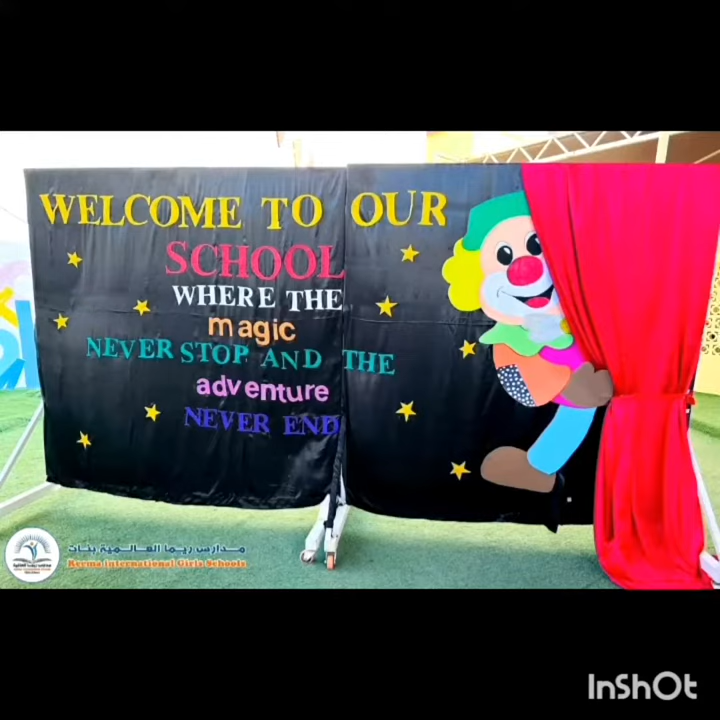 WELCOME TO OUR
SCHOOL
WHERE THE
magic
NEVER STOP AND THE
adventure
NEVER END
مدارس ريما العالمية بنات
Reema International Girls Schools
InShOt